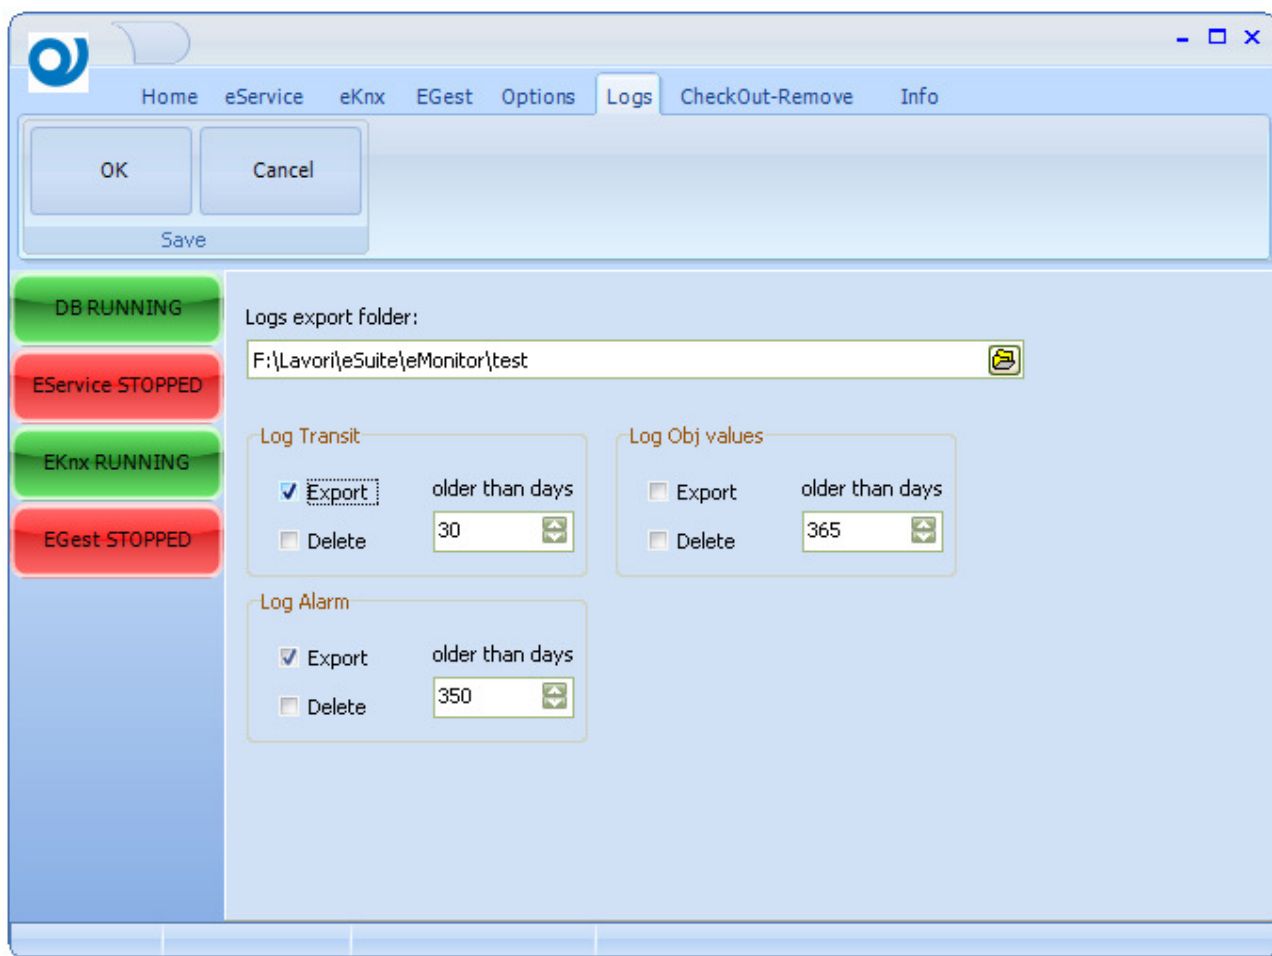 Home eService eKnx EGest Options Logs CheckOut-Remove Info
OK Cancel
Save
DB RUNNING
EService STOPPED
EKnx RUNNING
EGest STOPPED
Logs export folder:
F:\Lavori\eSuite\eMonitor\test
Log Transit
Export older than days
Delete 30
Log Obj values
Export older than days
Delete 365
Log Alarm
Export older than days
Delete 350